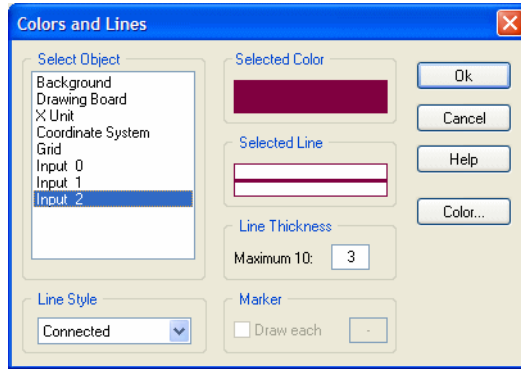 Colors and Lines
Select Object
Background
Drawing Board
X Unit
Coordinate System
Grid
Input 0
Input 1
Input 2
Line Style
Connected
Selected Color
Selected Line
Line Thickness
Maximum 10: 3
Marker
Draw each -
Ok
Cancel
Help
Color...